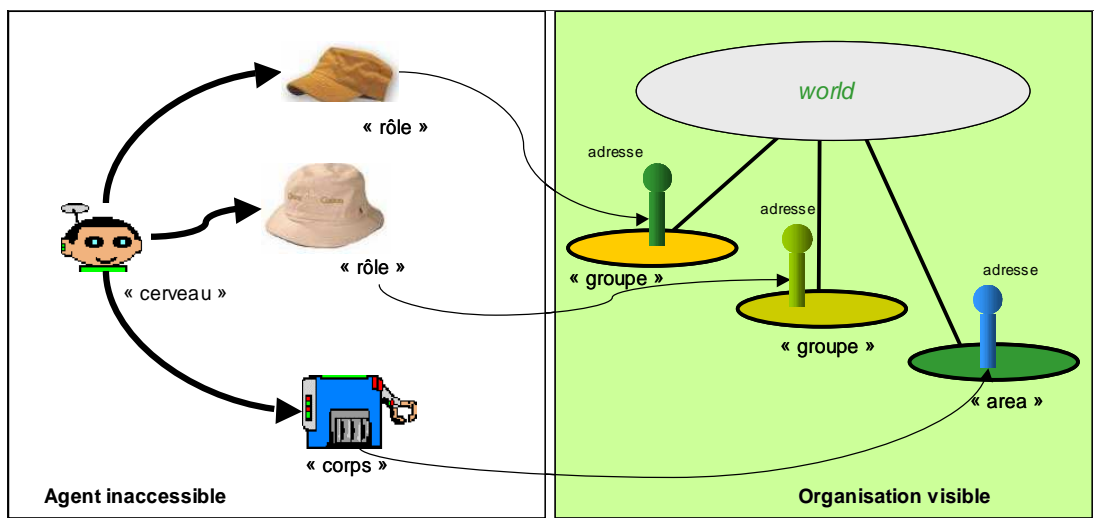 « rôle »
« rôle »
« cerveau »
« corps »
Agent inaccessible
world
adresse
« groupe »
adresse
« groupe »
adresse
« area »
Organisation visible